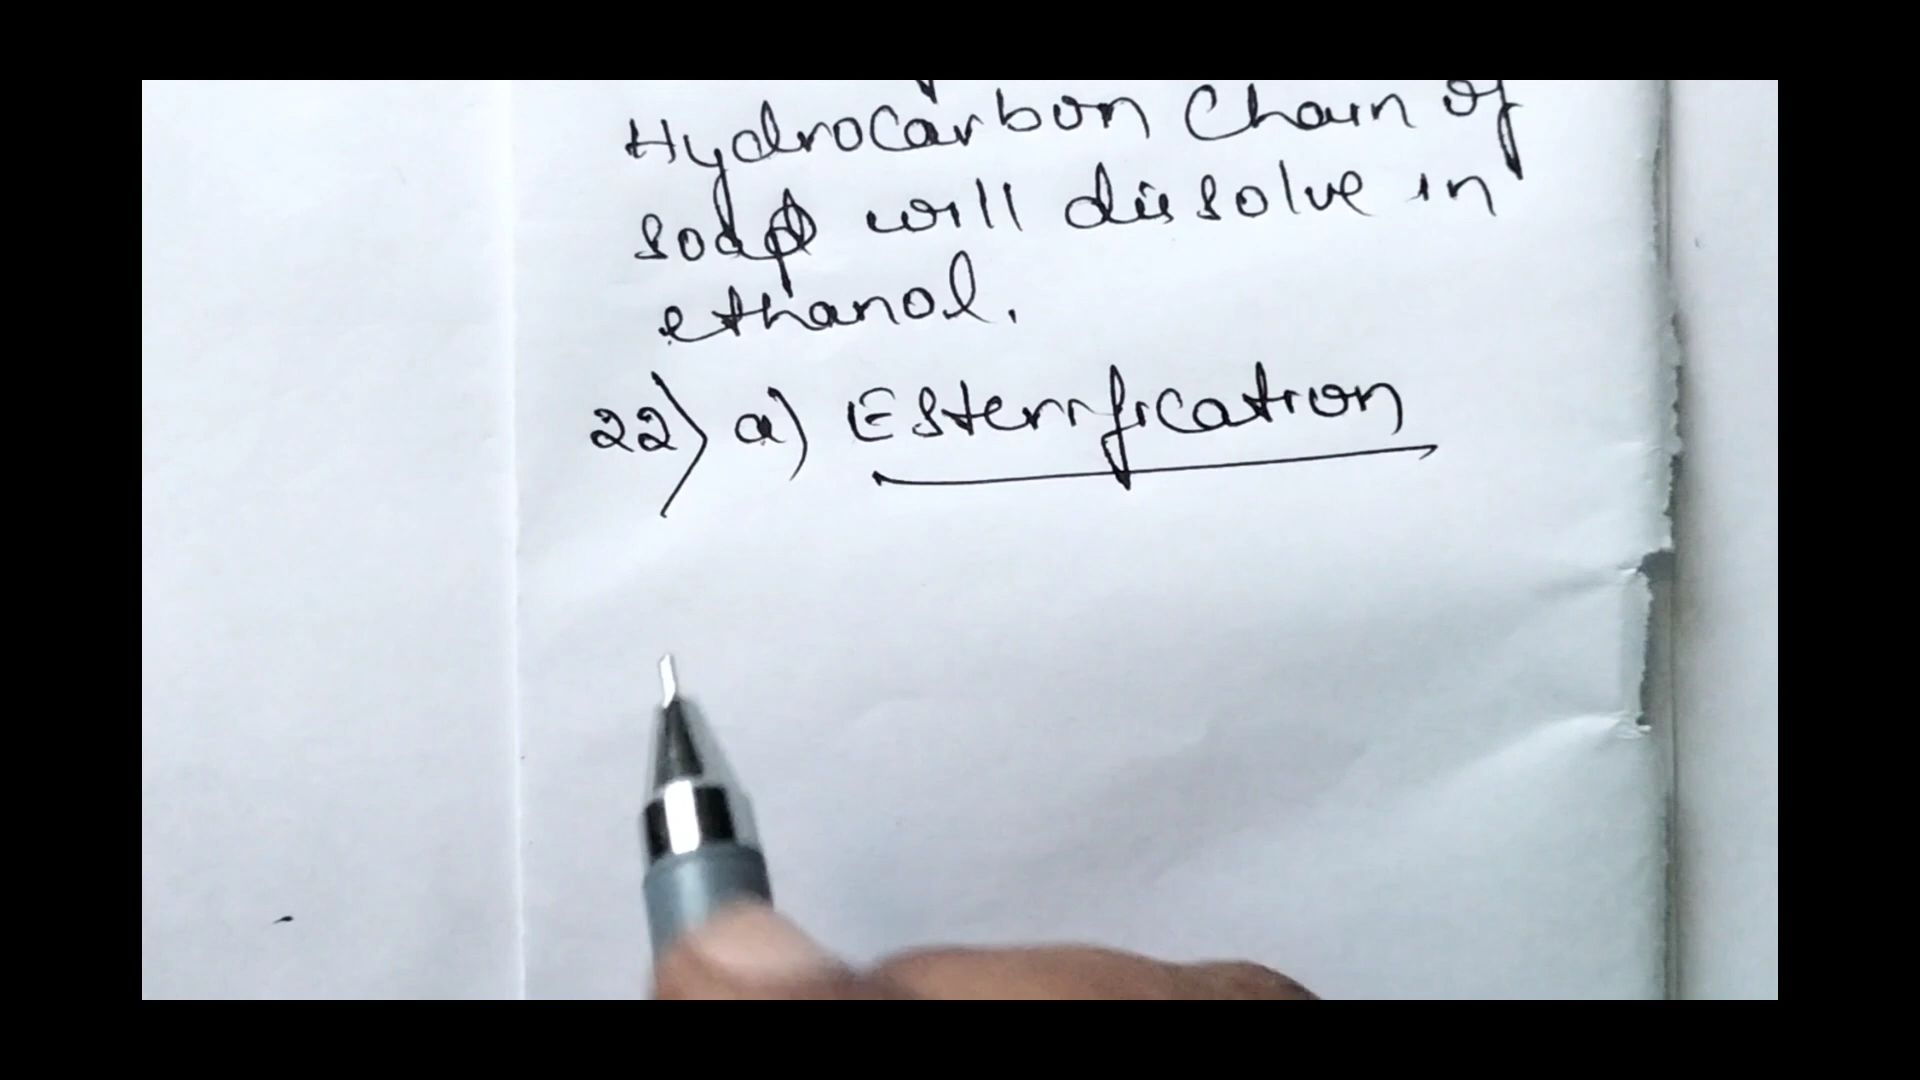 Hydrocarbon Chain of
soap will dissolve in
ethanol.
22) a) Esterification